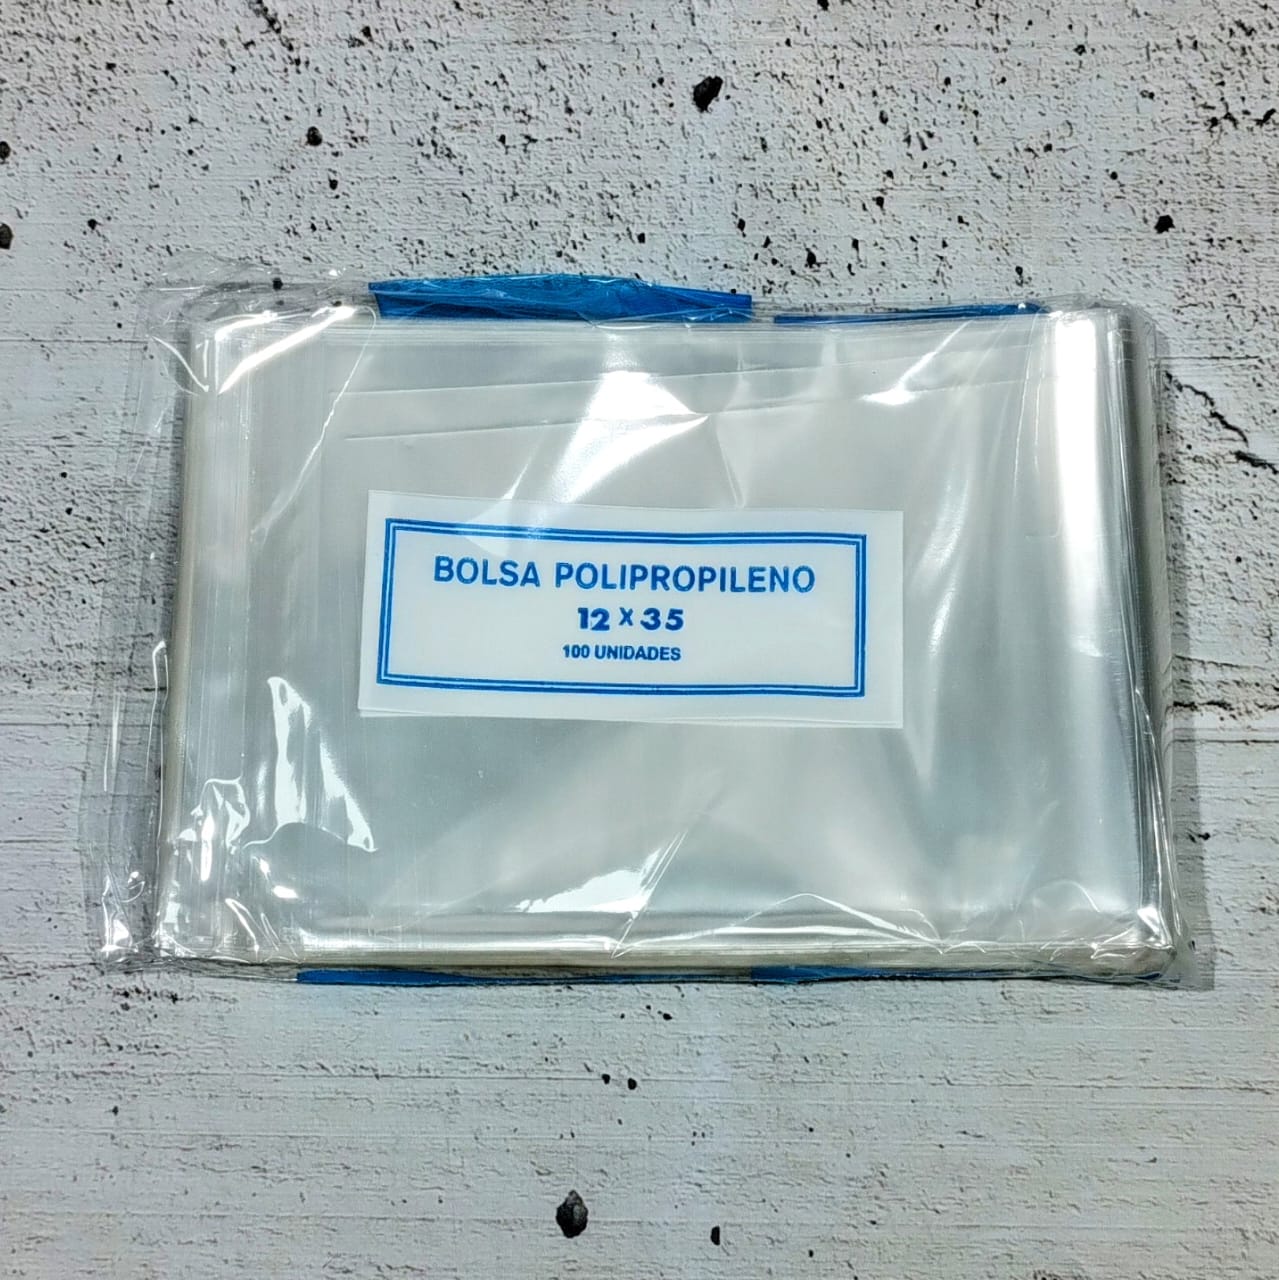 BOLSA POLIPROPILENO
12 x 35
100 UNIDADES